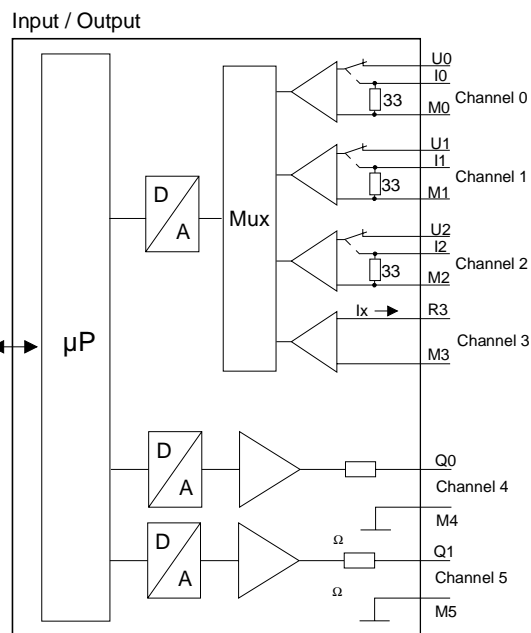 Input / Output
U0
I0
33
Channel 0
M0
U1
I1
33
Channel 1
M1
D
A
Mux
U2
I2
33
Channel 2
M2
Ix
R3
µP
Channel 3
M3
D
A
Q0
Channel 4
M4
D
A
Ω
Q1
Channel 5
Ω
M5